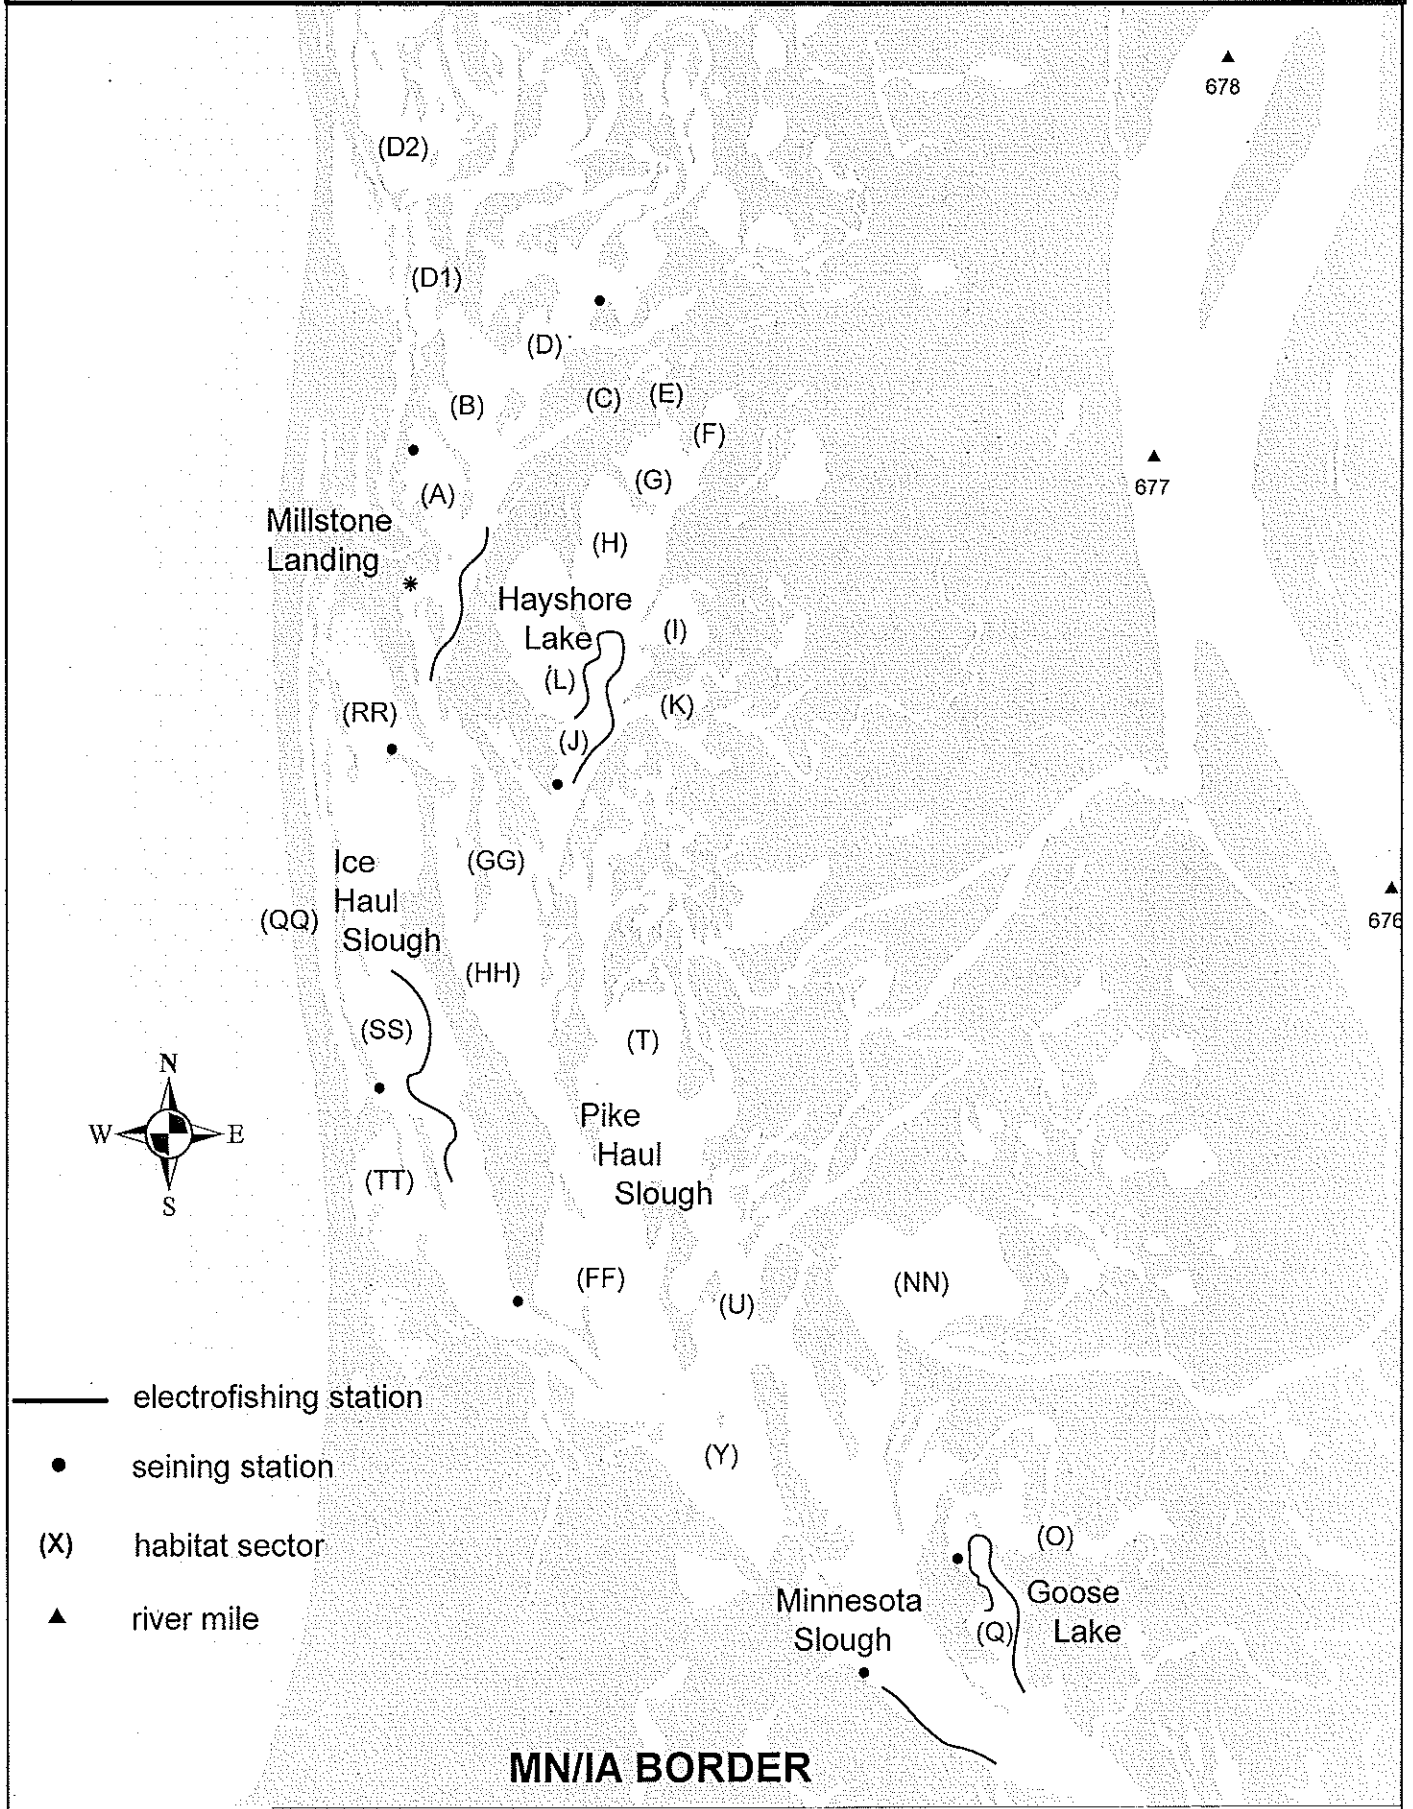 678
(D2)
(D1)
(D)
(C)
(E)
(B)
(F)
(G)
677
(A)
Millstone
Landing
(H)
Hayshore
Lake
(I)
(L)
(K)
(RR)
(J)
Ice
Haul
Slough
(GG)
(QQ)
676
(HH)
(SS)
(T)
N
W
E
S
Pike
Haul
Slough
(TT)
(FF)
(NN)
(U)
electrofishing station
(Y)
seining station
(X) habitat sector
(O)
Goose
Lake
Minnesota
Slough
(Q)
river mile
MN/IA BORDER